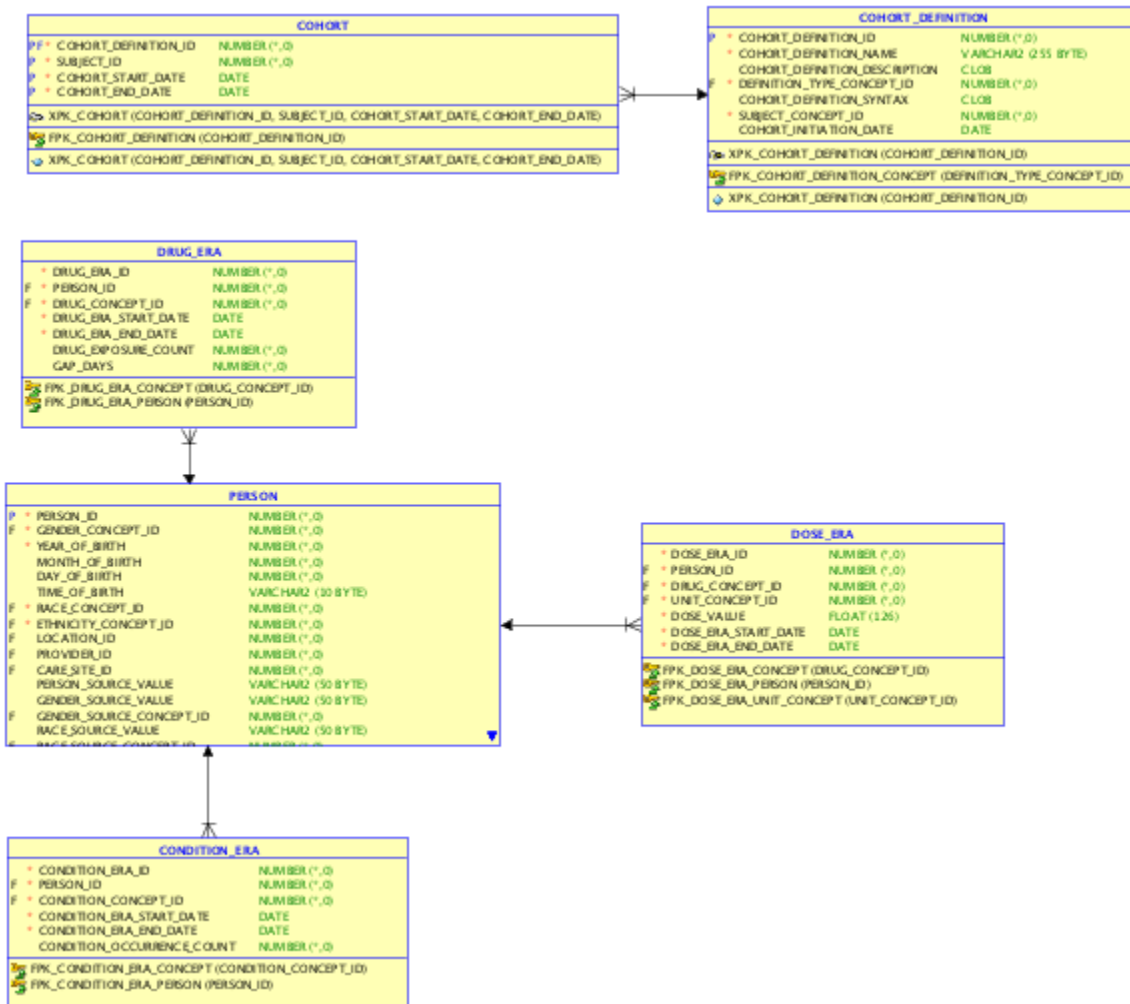 COHORT
PF * COHORT_DEFINITION_ID NUMBER (*,0)
P * SUBJECT_ID NUMBER (*,0)
P * COHORT_START_DATE DATE
P * COHORT_END_DATE DATE
XPK_COHORT (COHORT_DEFINITION_ID, SUBJECT_ID, COHORT_START_DATE, COHORT_END_DATE)
FPK_COHORT_DEFINITION (COHORT_DEFINITION_ID)
XPK_COHORT (COHORT_DEFINITION_ID, SUBJECT_ID, COHORT_START_DATE, COHORT_END_DATE)
COHORT_DEFINITION
P * COHORT_DEFINITION_ID NUMBER (*,0)
* COHORT_DEFINITION_NAME VARCHAR2 (255 BYTE)
COHORT_DEFINITION_DESCRIPTION CLOB
F * DEFINITION_TYPE_CONCEPT_ID NUMBER (*,0)
COHORT_DEFINITION_SYNTAX CLOB
* SUBJECT_CONCEPT_ID NUMBER (*,0)
COHORT_INITIATION_DATE DATE
XPK_COHORT_DEFINITION (COHORT_DEFINITION_ID)
FPK_COHORT_DEFINITION_CONCEPT (DEFINITION_TYPE_CONCEPT_ID)
XPK_COHORT_DEFINITION (COHORT_DEFINITION_ID)
DRUG_ERA
* DRUG_ERA_ID NUMBER (*,0)
F * PERSON_ID NUMBER (*,0)
F * DRUG_CONCEPT_ID NUMBER (*,0)
* DRUG_ERA_START_DATE DATE
* DRUG_ERA_END_DATE DATE
DRUG_EXPOSURE_COUNT NUMBER (*,0)
GAP_DAYS NUMBER (*,0)
FPK_DRUG_ERA_CONCEPT (DRUG_CONCEPT_ID)
FPK_DRUG_ERA_PERSON (PERSON_ID)
PERSON
P * PERSON_ID NUMBER (*,0)
F * GENDER_CONCEPT_ID NUMBER (*,0)
* YEAR_OF_BIRTH NUMBER (*,0)
MONTH_OF_BIRTH NUMBER (*,0)
DAY_OF_BIRTH NUMBER (*,0)
TIME_OF_BIRTH VARCHAR2 (10 BYTE)
F * RACE_CONCEPT_ID NUMBER (*,0)
F * ETHNICITY_CONCEPT_ID NUMBER (*,0)
F LOCATION_ID NUMBER (*,0)
F PROVIDER_ID NUMBER (*,0)
F CARE_SITE_ID NUMBER (*,0)
PERSON_SOURCE_VALUE VARCHAR2 (50 BYTE)
GENDER_SOURCE_VALUE VARCHAR2 (50 BYTE)
F GENDER_SOURCE_CONCEPT_ID NUMBER (*,0)
RACE_SOURCE_VALUE VARCHAR2 (50 BYTE)
F RACE_SOURCE_CONCEPT_ID NUMBER (*,0)
DOSE_ERA
* DOSE_ERA_ID NUMBER (*,0)
F * PERSON_ID NUMBER (*,0)
F * DRUG_CONCEPT_ID NUMBER (*,0)
F * UNIT_CONCEPT_ID NUMBER (*,0)
* DOSE_VALUE FLOAT (126)
* DOSE_ERA_START_DATE DATE
* DOSE_ERA_END_DATE DATE
FPK_DOSE_ERA_CONCEPT (DRUG_CONCEPT_ID)
FPK_DOSE_ERA_PERSON (PERSON_ID)
FPK_DOSE_ERA_UNIT_CONCEPT (UNIT_CONCEPT_ID)
CONDITION_ERA
* CONDITION_ERA_ID NUMBER (*,0)
F * PERSON_ID NUMBER (*,0)
F * CONDITION_CONCEPT_ID NUMBER (*,0)
* CONDITION_ERA_START_DATE DATE
* CONDITION_ERA_END_DATE DATE
CONDITION_OCCURRENCE_COUNT NUMBER (*,0)
FPK_CONDITION_ERA_CONCEPT (CONDITION_CONCEPT_ID)
FPK_CONDITION_ERA_PERSON (PERSON_ID)